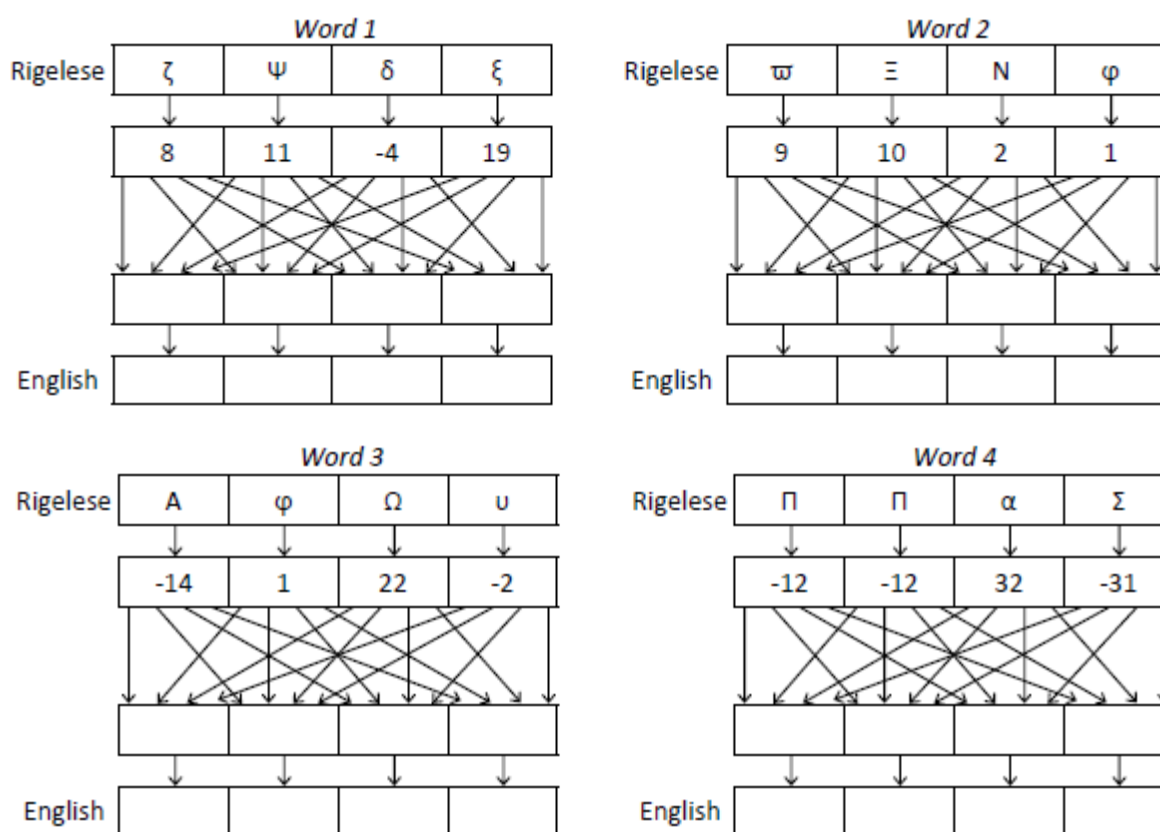 Word 1
Rigelese ζ Ψ δ ξ
8 11 -4 19
English
Word 2
Rigelese ϖ Ξ Ν φ
9 10 2 1
English
Word 3
Rigelese Α φ Ω υ
-14 1 22 -2
English
Word 4
Rigelese Π Π α Σ
-12 -12 32 -31
English